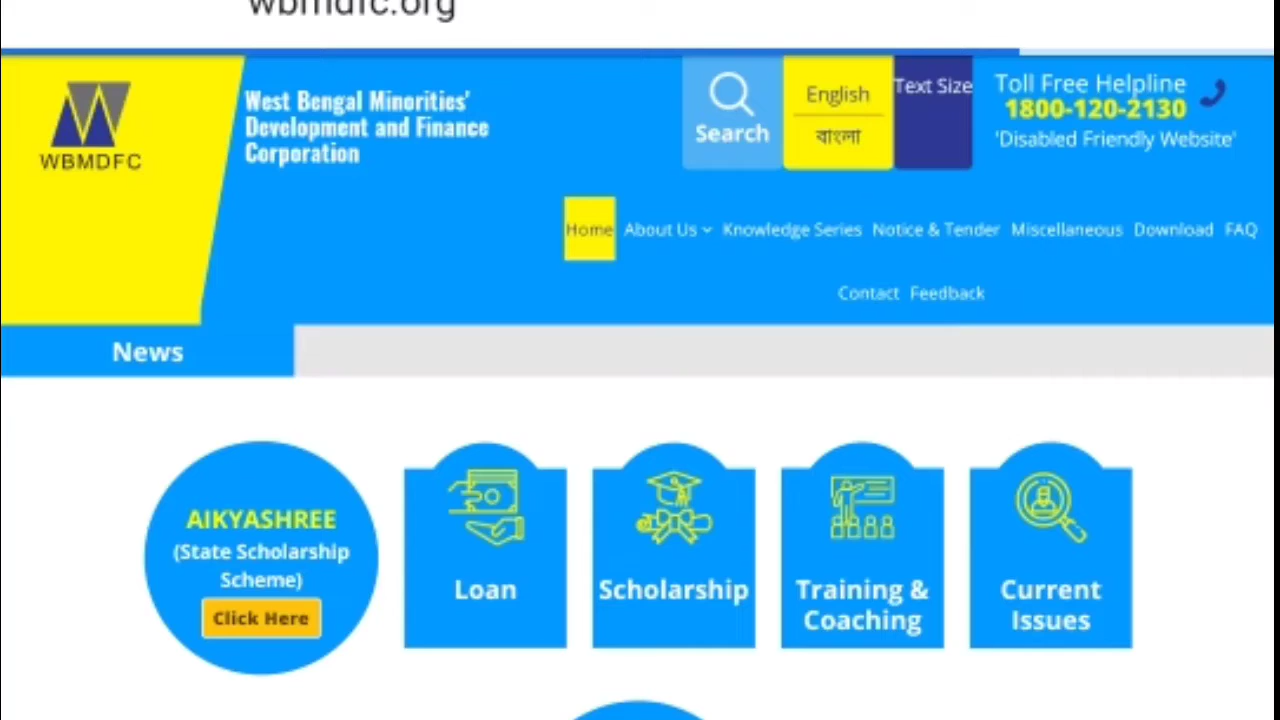 wbmdfc.org
WBMDFC
West Bengal Minorities'
Development and Finance
Corporation
Search
English
বাংলা
Text Size
Toll Free Helpline
1800-120-2130
'Disabled Friendly Website'
Home About Us Knowledge Series Notice & Tender Miscellaneous Download FAQ
Contact Feedback
News
AIKYASHREE
(State Scholarship
Scheme)
Click Here
Loan
Scholarship
Training &
Coaching
Current
Issues